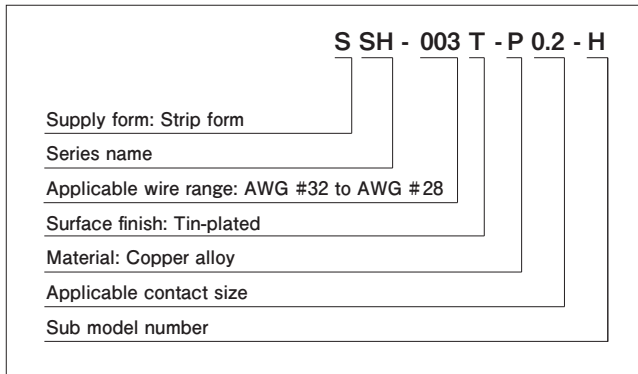 S SH - 003 T - P 0.2 - H
Supply form: Strip form
Series name
Applicable wire range: AWG #32 to AWG #28
Surface finish: Tin-plated
Material: Copper alloy
Applicable contact size
Sub model number